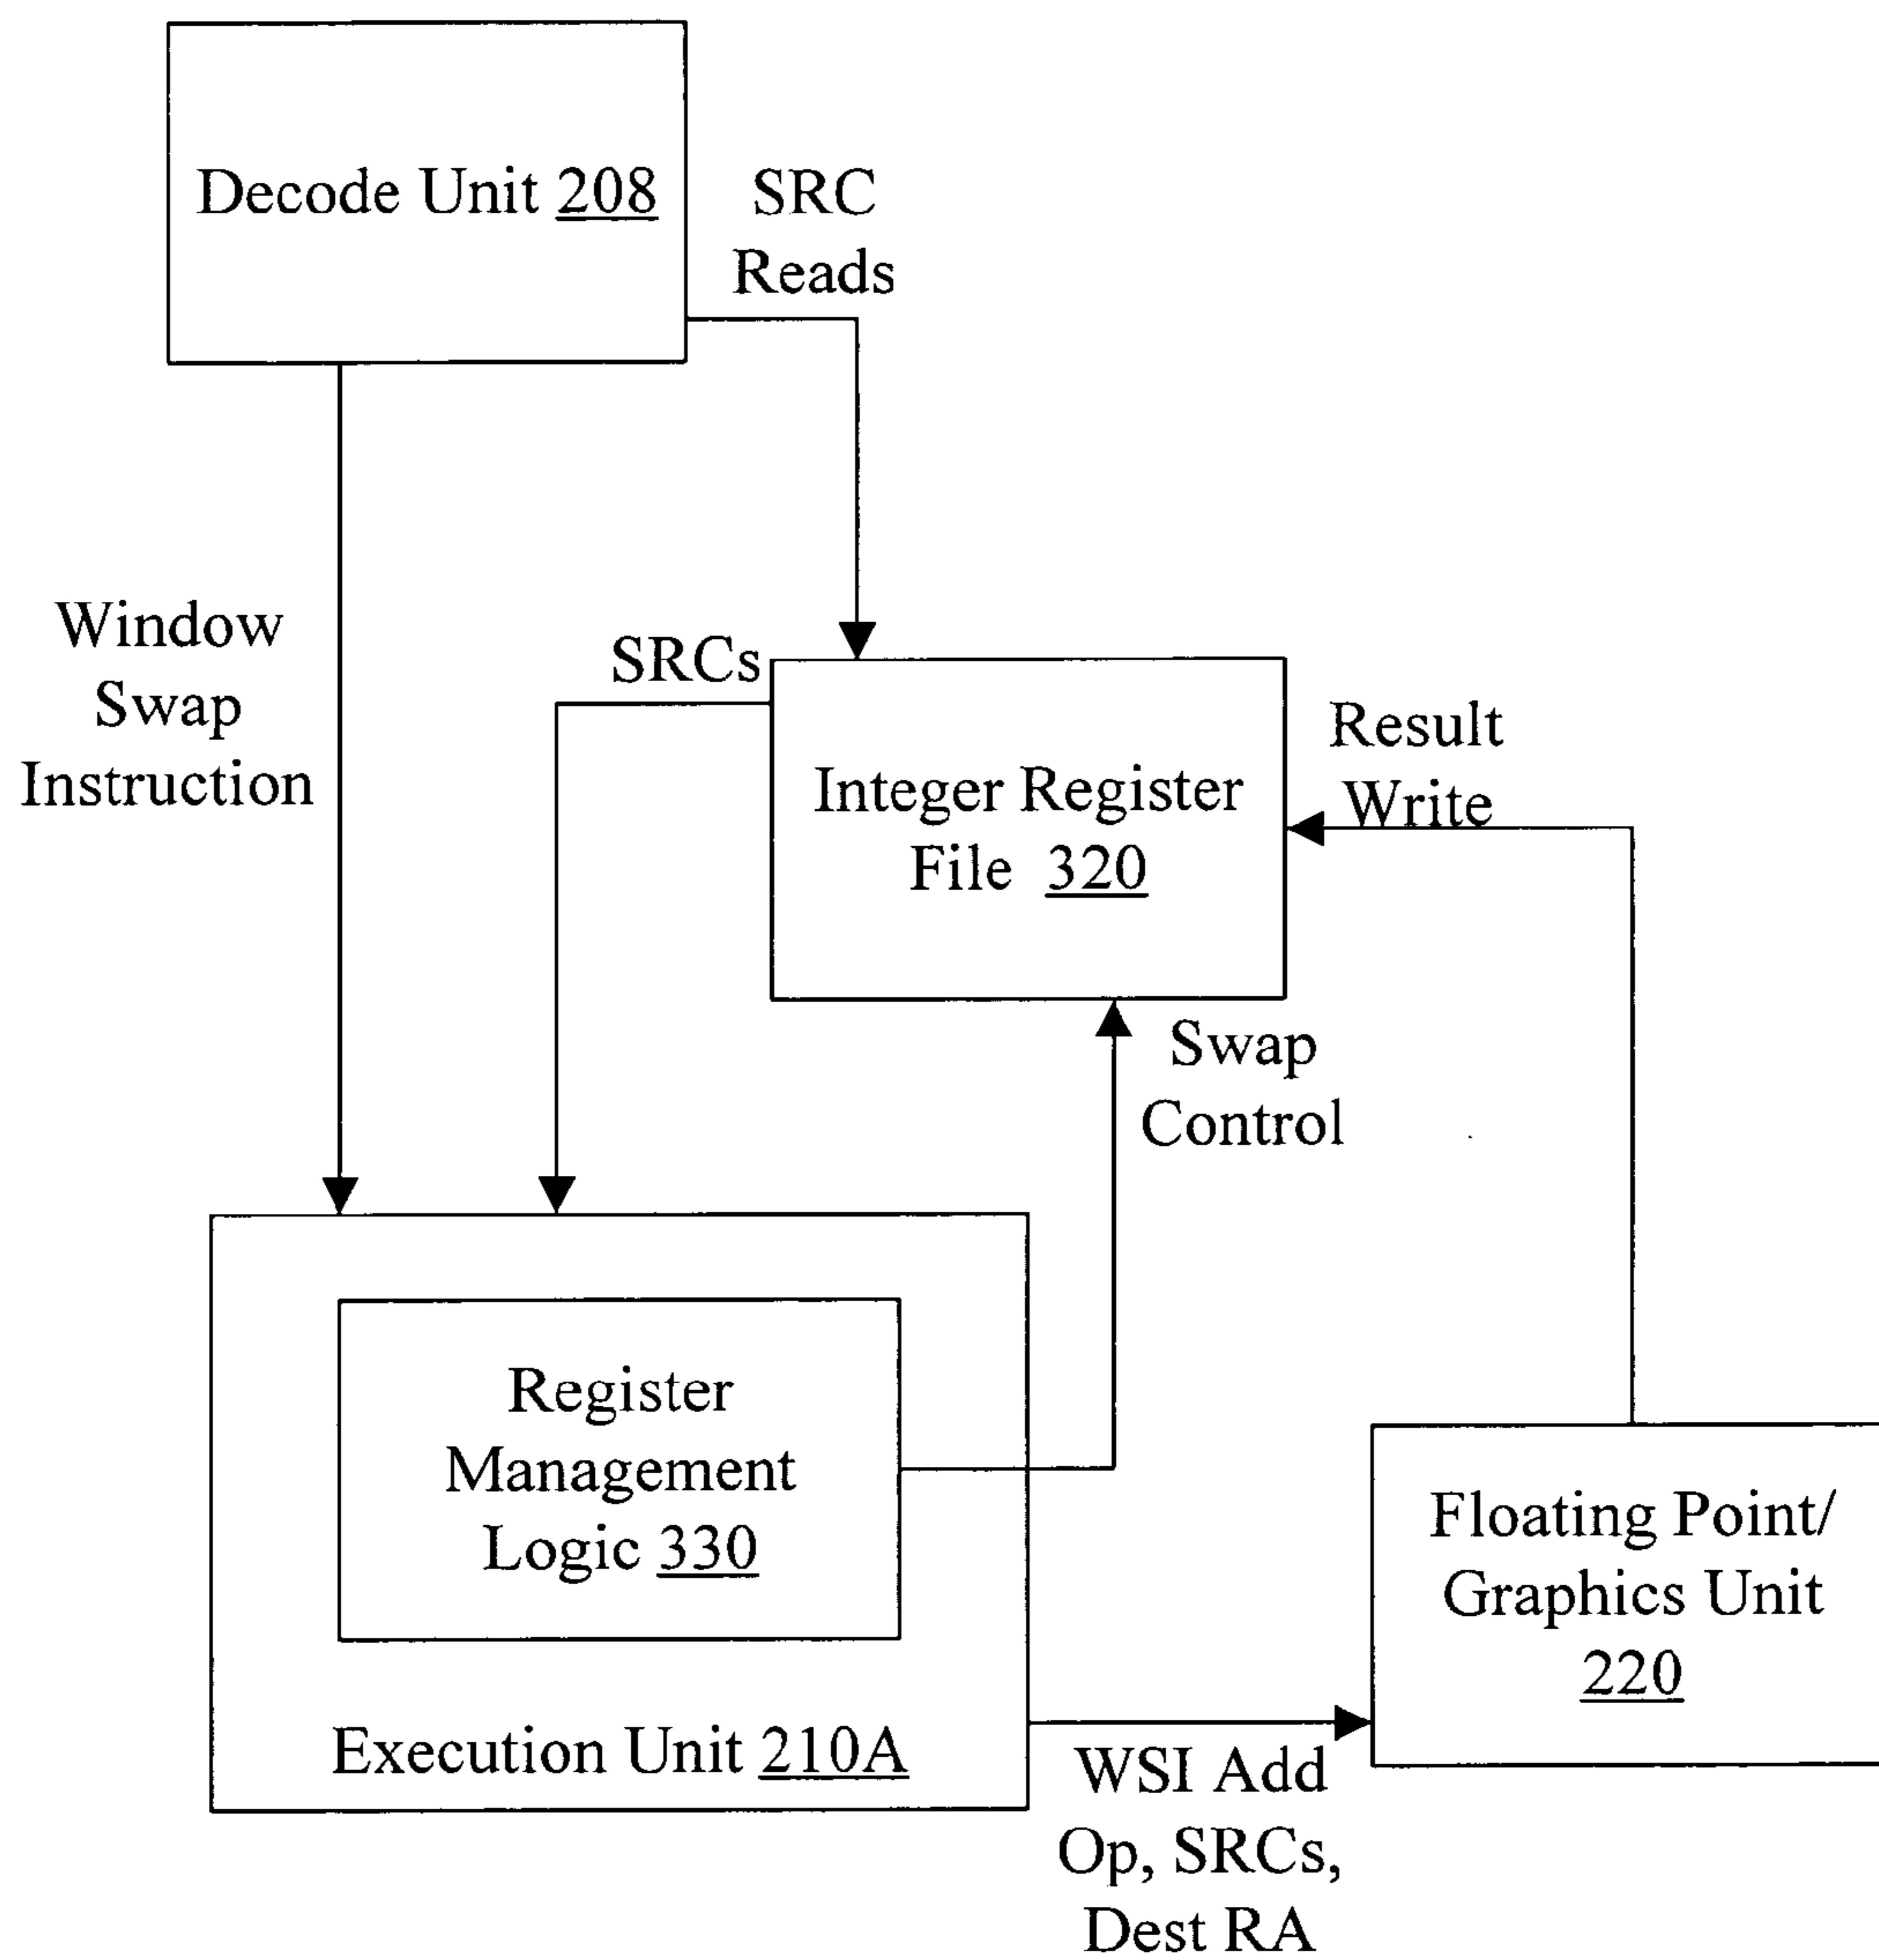 Decode Unit 208
SRC
Reads
Window
Swap
Instruction
SRCs
Integer Register
File 320
Result
Write
Swap
Control
Register
Management
Logic 330
Execution Unit 210A
Floating Point/
Graphics Unit
220
WSI Add
Op, SRCs,
Dest RA